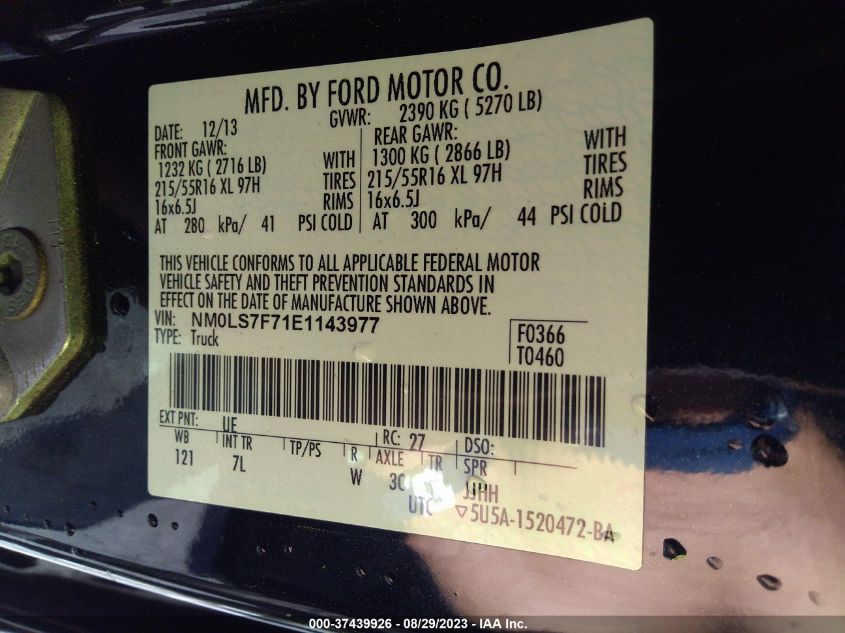 MFD. BY FORD MOTOR CO.
DATE: 12/13 GVWR: 2390 KG ( 5270 LB)
FRONT GAWR: REAR GAWR:
1232 KG ( 2716 LB) WITH 1300 KG ( 2866 LB) WITH
215/55R16 XL 97H TIRES 215/55R16 XL 97H TIRES
16x6.5J RIMS 16x6.5J RIMS
AT 280 kPa/ 41 PSI COLD AT 300 kPa/ 44 PSI COLD
THIS VEHICLE CONFORMS TO ALL APPLICABLE FEDERAL MOTOR
VEHICLE SAFETY AND THEFT PREVENTION STANDARDS IN
EFFECT ON THE DATE OF MANUFACTURE SHOWN ABOVE.
VIN: NM0LS7F71E1143977
TYPE: Truck
F0366
T0460
EXT PNT: UE RC: 27 DSO:
WB INT TR TP/PS R AXLE TR SPR
121 7L W 3C JJHH
UTC ▽5U5A-1520472-BA
000-37439926 - 08/29/2023 - IAA Inc.